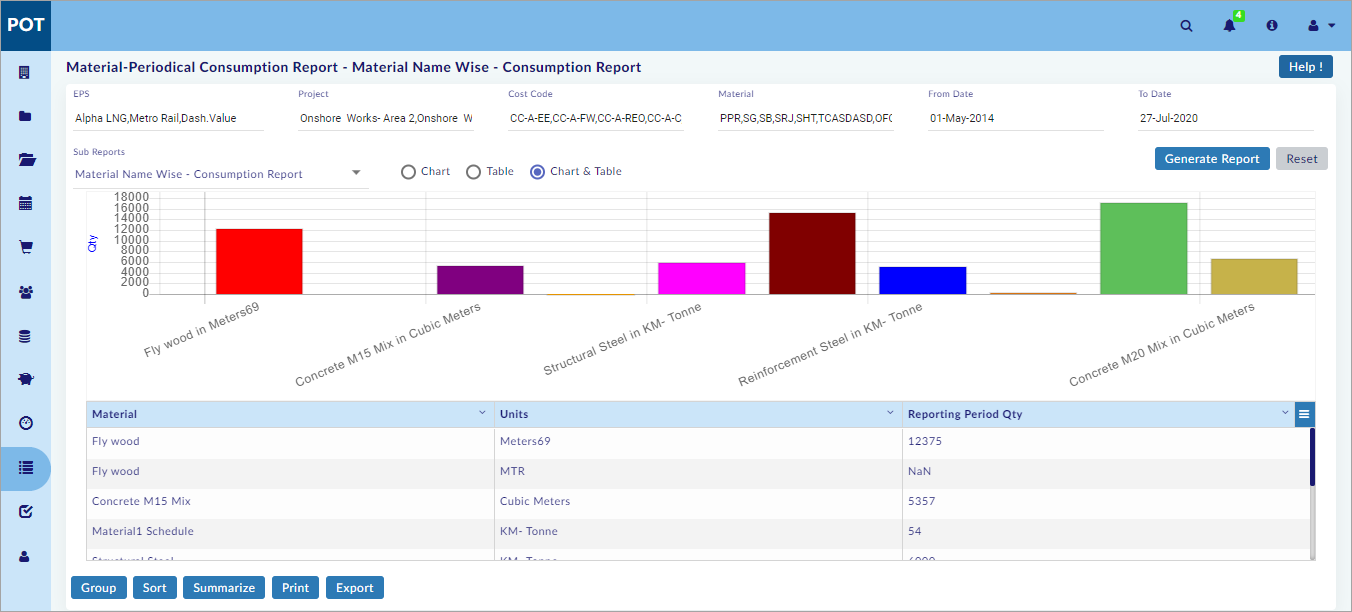 POT
4
Material-Periodical Consumption Report - Material Name Wise - Consumption Report
Help !
EPS Project Cost Code Material From Date To Date
Alpha LNG,Metro Rail,Dash.Value Onshore Works- Area 2,Onshore W CC-A-EE,CC-A-FW,CC-A-REO,CC-A-C PPR,SG,SB,SRJ,SHT,TCASDASD,OFC 01-May-2014 27-Jul-2020
Sub Reports
Material Name Wise - Consumption Report Chart Table Chart & Table Generate Report Reset
Qty
18000
16000
14000
12000
10000
8000
6000
4000
2000
0
Fly wood in Meters69
Concrete M15 Mix in Cubic Meters
Structural Steel in KM- Tonne
Reinforcement Steel in KM- Tonne
Concrete M20 Mix in Cubic Meters
Material Units Reporting Period Qty
Fly wood Meters69 12375
Fly wood MTR NaN
Concrete M15 Mix Cubic Meters 5357
Material1 Schedule KM- Tonne 54
Structural Steel KM- Tonne
Group Sort Summarize Print Export